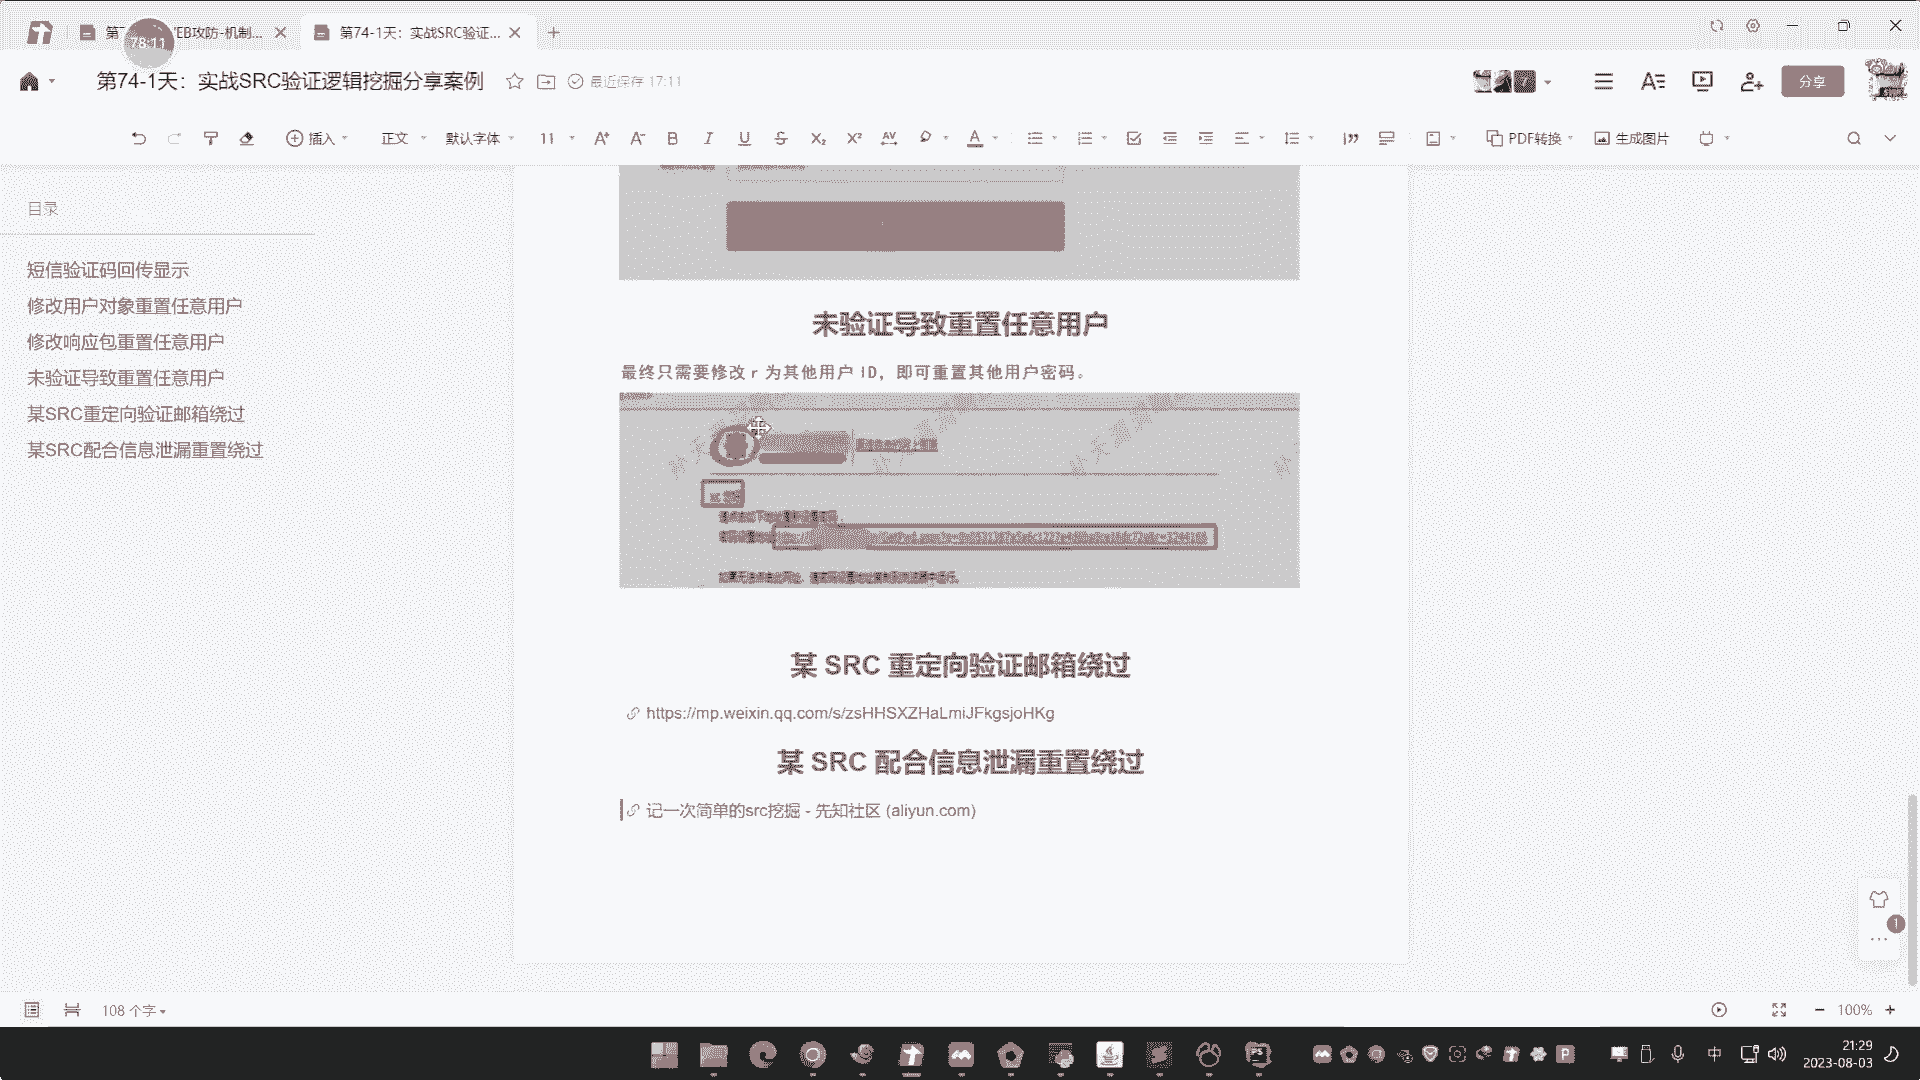 第
EB攻防-机制...
第74-1天：实战SRC验证...
78:11
第74-1天：实战SRC验证逻辑挖掘分享案例
最近保存 17:11
分享
插入
正文
默认字体
11
PDF转换
生成图片
目录
短信验证码回传显示
修改用户对象重置任意用户
修改响应包重置任意用户
未验证导致重置任意用户
某SRC重定向验证邮箱绕过
某SRC配合信息泄漏重置绕过
未验证导致重置任意用户
最终只需要修改 r 为其他用户 ID，即可重置其他用户密码。
某 SRC 重定向验证邮箱绕过
https://mp.weixin.qq.com/s/zsHHSXZHaLmiJFkgsjoHKg
某 SRC 配合信息泄漏重置绕过
记一次简单的src挖掘 - 先知社区 (aliyun.com)
1
108 个字
100%
中
21:29
2023-08-03